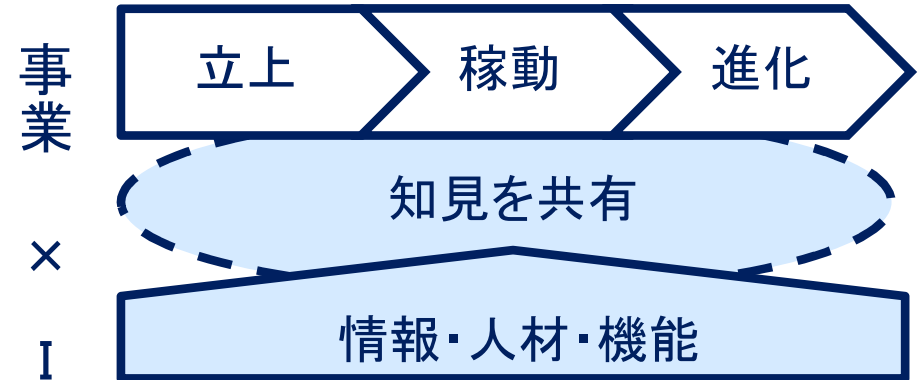 事業 × I
立上 稼動 進化
知見を共有
情報・人材・機能